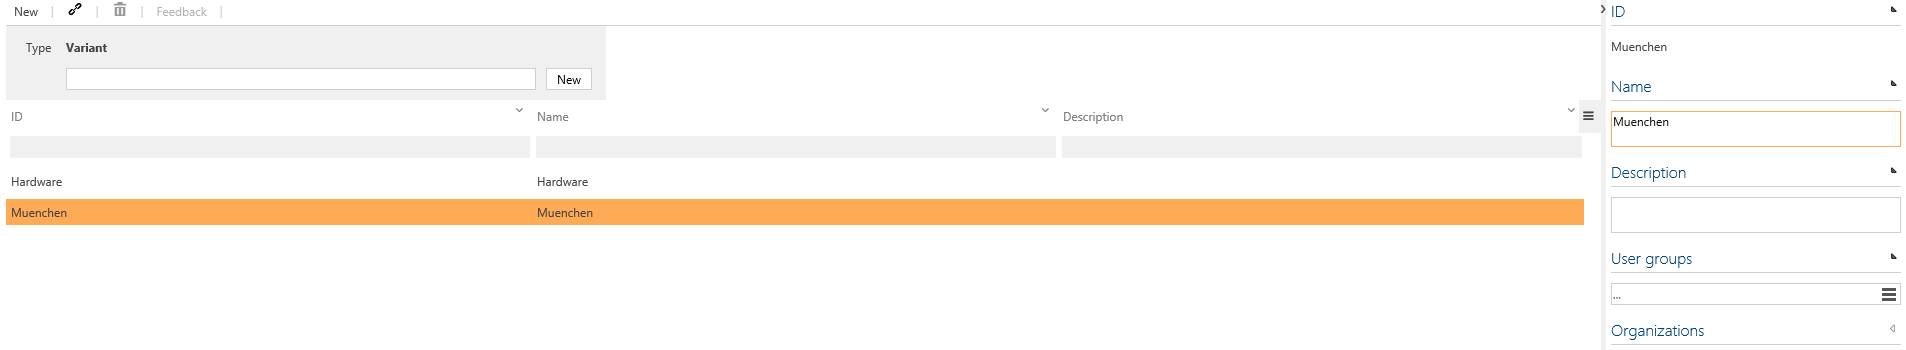 New
Feedback
Type Variant
New
ID Name Description
Hardware Hardware
Muenchen Muenchen
ID
Muenchen
Name
Muenchen
Description
User groups
...
Organizations